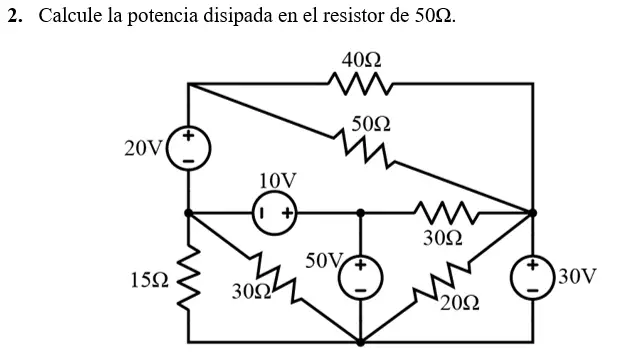 2. Calcule la potencia disipada en el resistor de 50Ω.
40Ω
50Ω
20V
+
−
10V
− +
30Ω
50V
+
−
15Ω
30Ω
20Ω
+
−
30V